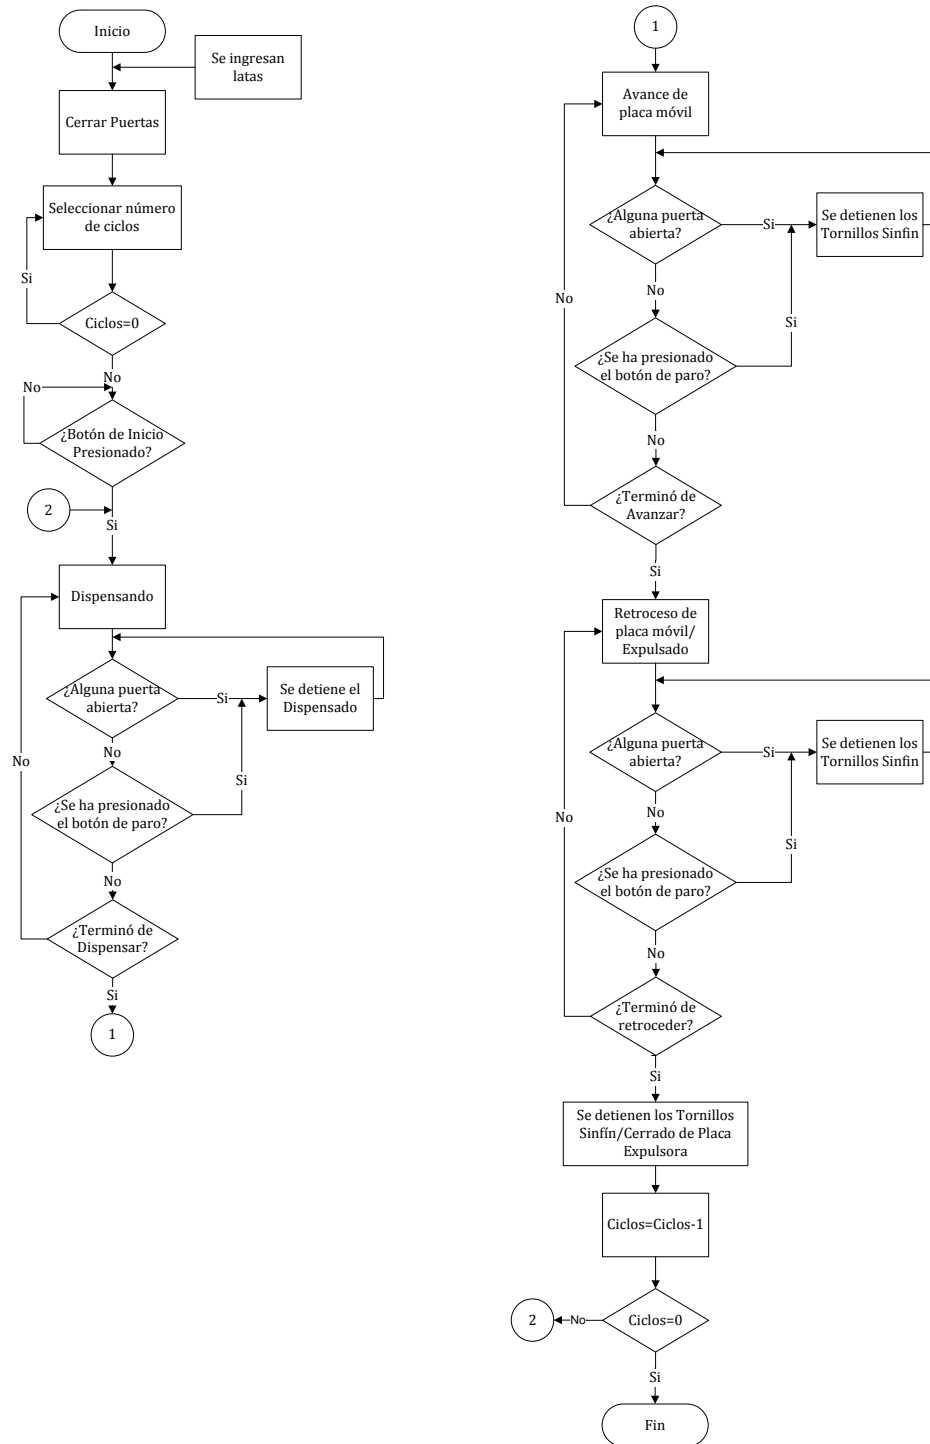 Inicio
Se ingresan
latas
Cerrar Puertas
Seleccionar número
de ciclos
Si
Ciclos=0
No
No
¿Botón de Inicio
Presionado?
2
Si
Dispensando
¿Alguna puerta
abierta?
Si
Se detiene el
Dispensado
No
No
Si
¿Se ha presionado
el botón de paro?
No
¿Terminó de
Dispensar?
Si
1
1
Avance de
placa móvil
¿Alguna puerta
abierta?
Si
Se detienen los
Tornillos Sinfin
No
No
Si
¿Se ha presionado
el botón de paro?
No
¿Terminó de
Avanzar?
Si
Retroceso de
placa móvil/
Expulsado
¿Alguna puerta
abierta?
Si
Se detienen los
Tornillos Sinfin
No
No
Si
¿Se ha presionado
el botón de paro?
No
¿Terminó de
retroceder?
Si
Se detienen los Tornillos
Sinfín/Cerrado de Placa
Expulsora
Ciclos=Ciclos-1
2
No
Ciclos=0
Si
Fin